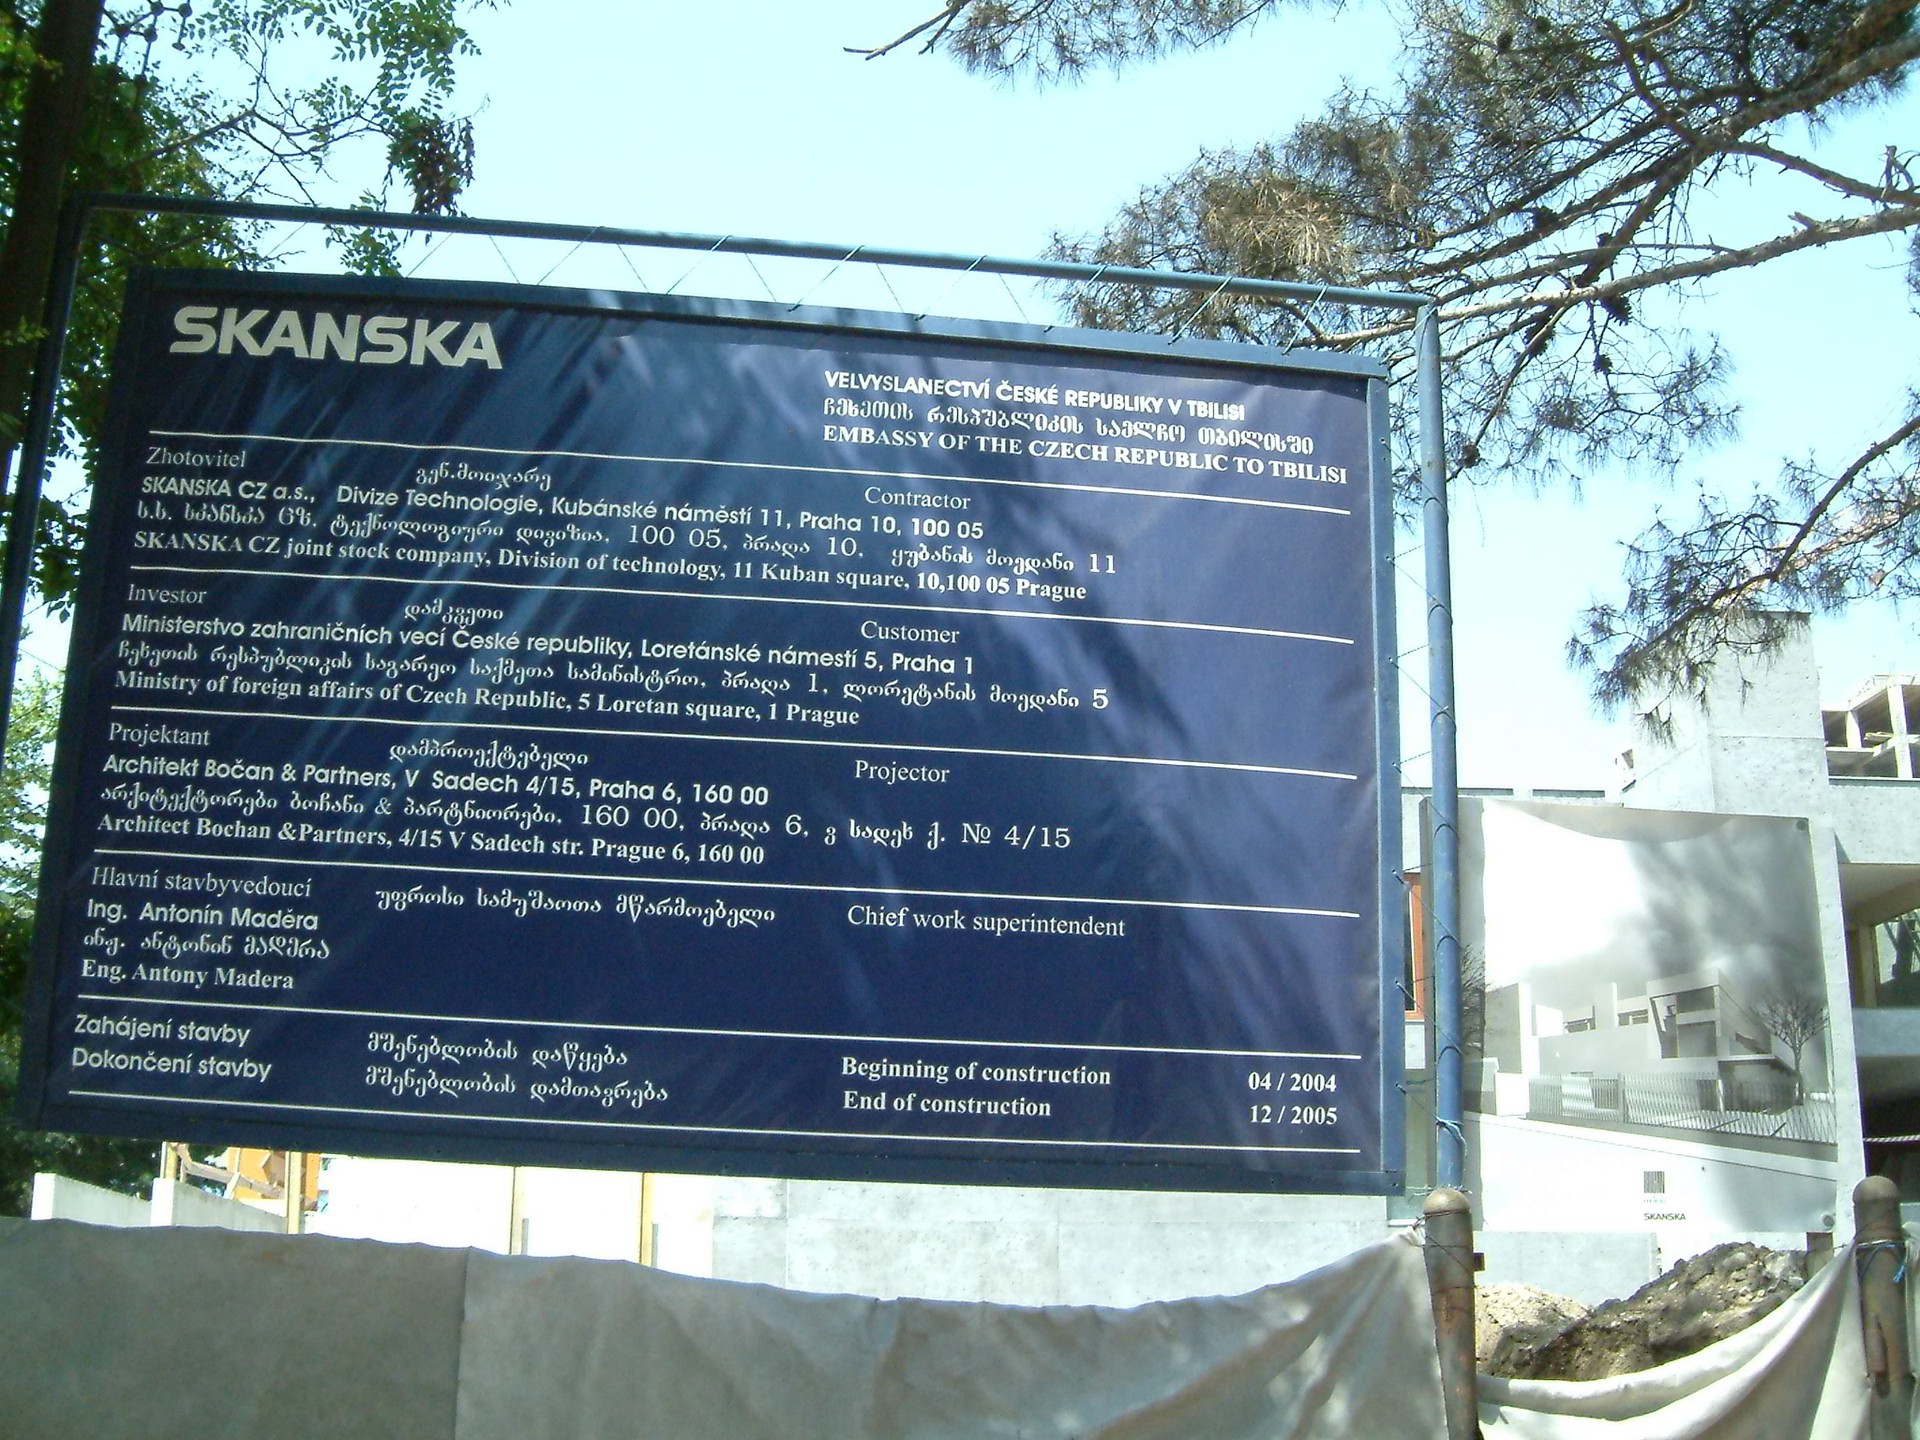 SKANSKA
VELVYSLANECTVÍ ČESKÉ REPUBLIKY V TBILISI
ჩეხეთის რესპუბლიკის საელჩო თბილისში
EMBASSY OF THE CZECH REPUBLIC TO TBILISI
Zhotovitel გენ.მოიჯარე Contractor
SKANSKA CZ a.s., Divize Technologie, Kubánské náměstí 11, Praha 10, 100 05
ს.ს. სკანსკა ცზ. ტექნოლოგიური დივიზია, 100 05, პრაღა 10, ყუბანის მოედანი 11
SKANSKA CZ joint stock company, Division of technology, 11 Kuban square, 10,100 05 Prague
Investor დამკვეთი Customer
Ministerstvo zahraničních vecí České republiky, Loretánské námestí 5, Praha 1
ჩეხეთის რესპუბლიკის საგარეო საქმეთა სამინისტრო, პრაღა 1, ლორეტანის მოედანი 5
Ministry of foreign affairs of Czech Republic, 5 Loretan square, 1 Prague
Projektant დამპროექტებელი Projector
Architekt Bočan & Partners, V Sadech 4/15, Praha 6, 160 00
არქიტექტორები ბოჩანი & პარტნიორები, 160 00, პრაღა 6, ვ სადეხ ქ. № 4/15
Architect Bochan &Partners, 4/15 V Sadech str. Prague 6, 160 00
Hlavní stavbyvedoucí უფროსი სამუშაოთა მწარმოებელი Chief work superintendent
Ing. Antonín Maděra
ინჟ. ანტონინ მადერა
Eng. Antony Madera
Zahájení stavby მშენებლობის დაწყება Beginning of construction 04 / 2004
Dokončení stavby მშენებლობის დამთავრება End of construction 12 / 2005
SKANSKA